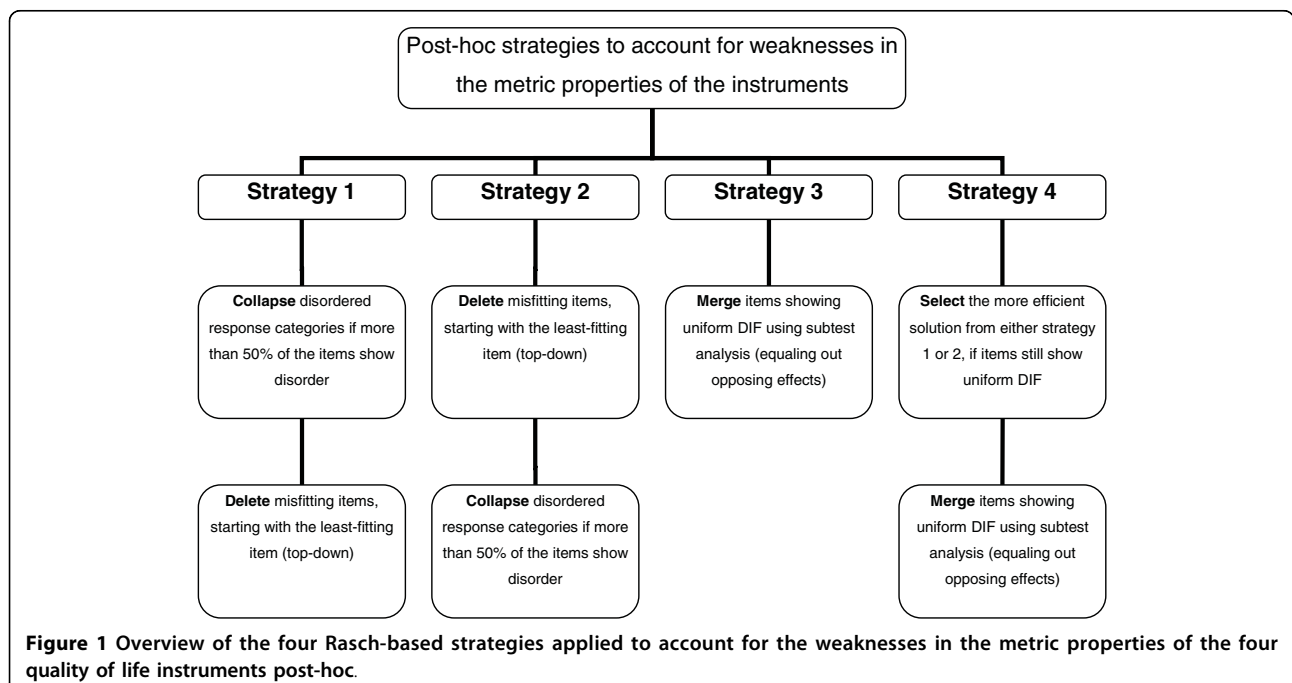 Post-hoc strategies to account for weaknesses in
the metric properties of the instruments
Strategy 1
Strategy 2
Strategy 3
Strategy 4
Collapse disordered
response categories if more
than 50% of the items show
disorder
Delete misfitting items,
starting with the least-fitting
item (top-down)
Merge items showing
uniform DIF using subtest
analysis (equaling out
opposing effects)
Select the more efficient
solution from either strategy
1 or 2, if items still show
uniform DIF
Delete misfitting items,
starting with the least-fitting
item (top-down)
Collapse disordered
response categories if more
than 50% of the items show
disorder
Merge items showing
uniform DIF using subtest
analysis (equaling out
opposing effects)
Figure 1 Overview of the four Rasch-based strategies applied to account for the weaknesses in the metric properties of the four
quality of life instruments post-hoc.